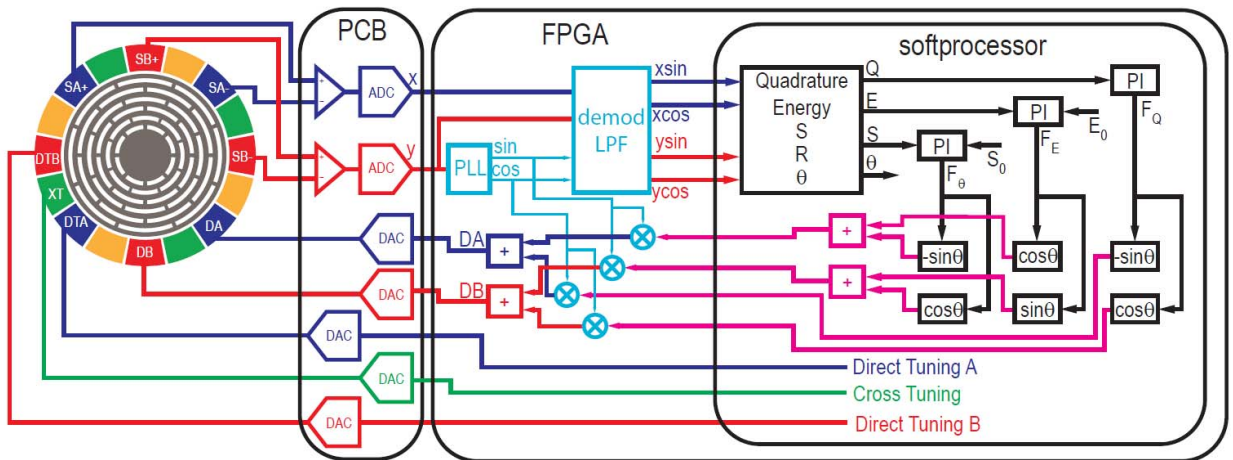 PCB
FPGA
softprocessor
SB+
SA+
SA-
DTB
SB-
XT
DTA
DA
DB
+
-
ADC
x
+
-
ADC
y
PLL
sin
cos
demod
LPF
xsin
xcos
ysin
ycos
Quadrature
Energy
S
R
θ
Q
E
S
θ
PI
PI
PI
S0
E0
Fθ
FE
FQ
DAC
DA
+
+
-sinθ
cosθ
-sinθ
DAC
DB
+
+
cosθ
sinθ
cosθ
DAC
Direct Tuning A
DAC
Cross Tuning
DAC
Direct Tuning B